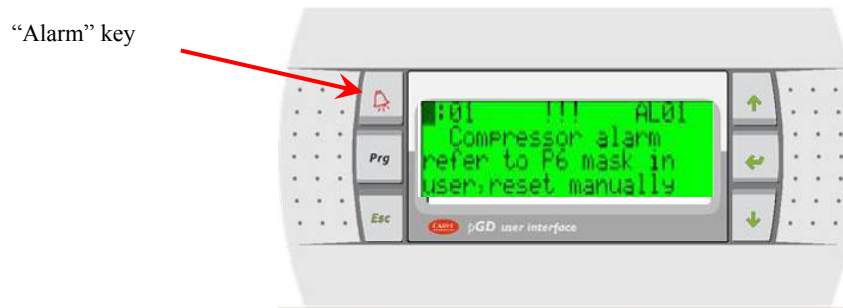 “Alarm” key
:01 !!! AL01
Compressor alarm
Prg
refer to P6 mask in
user,reset manually
Esc
CAREL pGD user interface